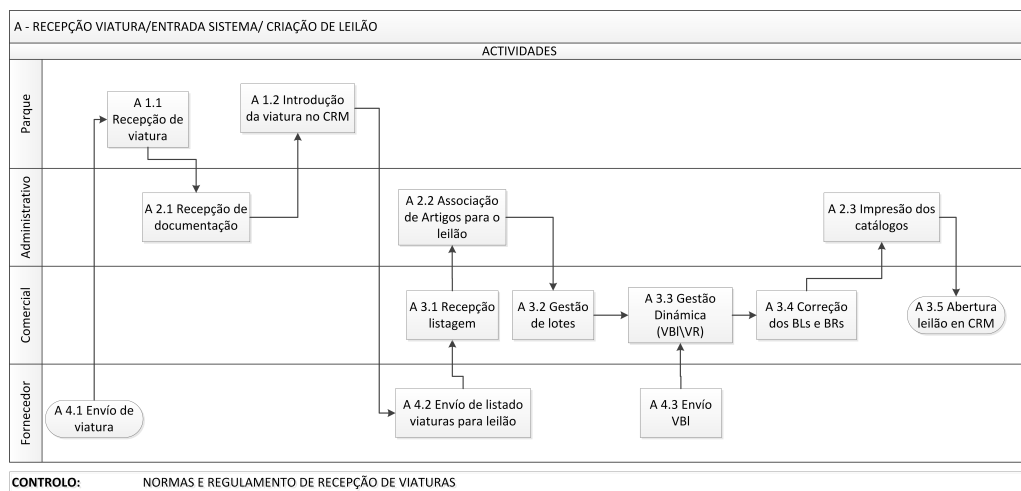 A - RECEPÇÃO VIATURA/ENTRADA SISTEMA/ CRIAÇÃO DE LEILÃO
ACTIVIDADES
Parque
A 1.1
Recepção de
viatura
A 1.2 Introdução
da viatura no CRM
Administrativo
A 2.1 Recepção de
documentação
A 2.2 Associação
de Artigos para o
leilão
A 2.3 Impresão dos
catálogos
Comercial
A 3.1 Recepção
listagem
A 3.2 Gestão
de lotes
A 3.3 Gestão
Dinámica
(VBl\VR)
A 3.4 Correção
dos BLs e BRs
A 3.5 Abertura
leilão en CRM
Fornecedor
A 4.1 Envío de
viatura
A 4.2 Envío de listado
viaturas para leilão
A 4.3 Envío
VBl
CONTROLO: NORMAS E REGULAMENTO DE RECEPÇÃO DE VIATURAS